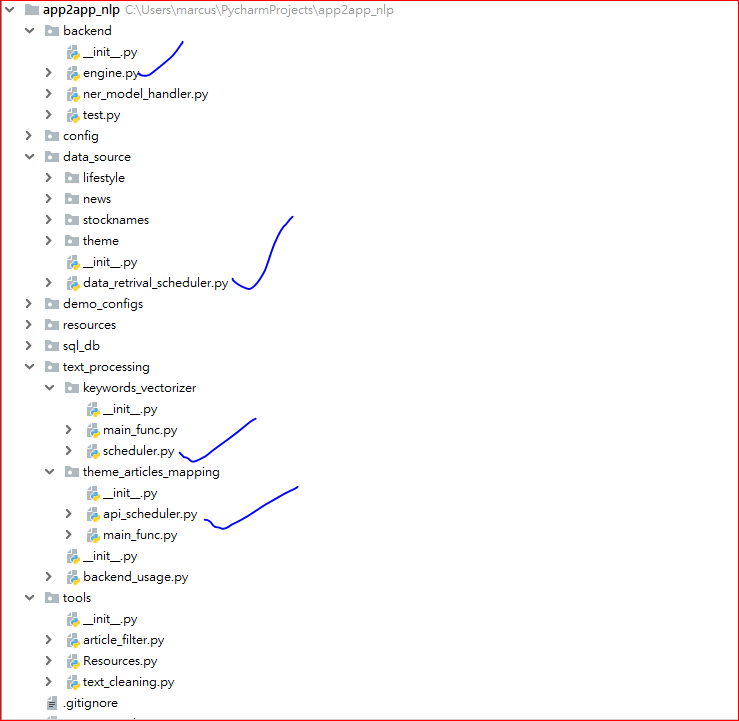 app2app_nlp C:\Users\marcus\PycharmProjects\app2app_nlp
backend
__init__.py
engine.py
ner_model_handler.py
test.py
config
data_source
lifestyle
news
stocknames
theme
__init__.py
data_retrival_scheduler.py
demo_configs
resources
sql_db
text_processing
keywords_vectorizer
__init__.py
main_func.py
scheduler.py
theme_articles_mapping
__init__.py
api_scheduler.py
main_func.py
__init__.py
backend_usage.py
tools
__init__.py
article_filter.py
Resources.py
text_cleaning.py
.gitignore